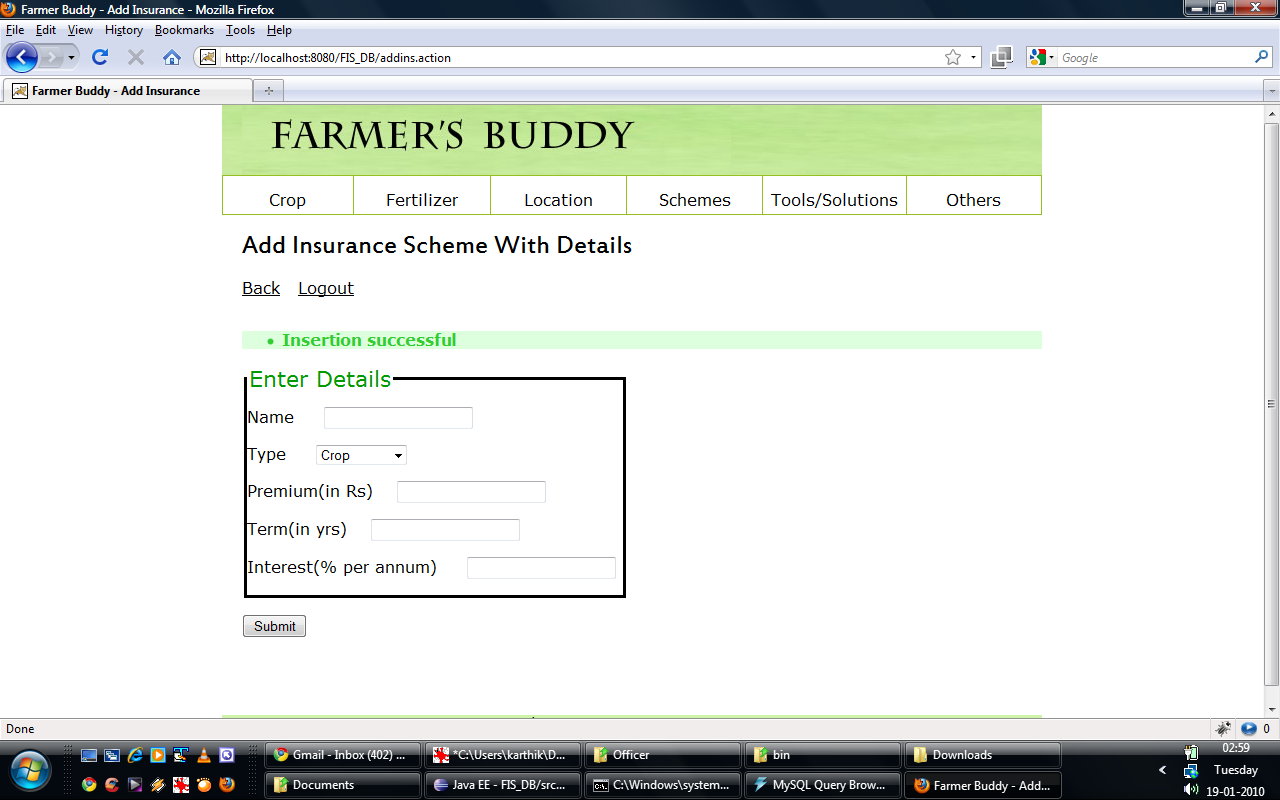 Farmer Buddy - Add Insurance - Mozilla Firefox
File Edit View History Bookmarks Tools Help
http://localhost:8080/FIS_DB/addins.action
Google
Farmer Buddy - Add Insurance
FARMER'S BUDDY
Crop Fertilizer Location Schemes Tools/Solutions Others
Add Insurance Scheme With Details
Back Logout
• Insertion successful
Enter Details
Name
Type Crop
Premium(in Rs)
Term(in yrs)
Interest(% per annum)
Submit
Done 0
Gmail - Inbox (402) ... *C:\Users\karthik\D... Officer bin Downloads 02:59
Tuesday
Documents Java EE - FIS_DB/src... C:\Windows\system... MySQL Query Brow... Farmer Buddy - Add... 19-01-2010